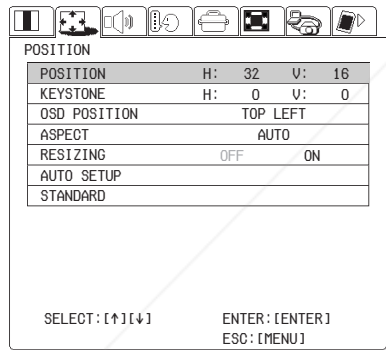 POSITION
POSITION H: 32 V: 16
KEYSTONE H: 0 V: 0
OSD POSITION TOP LEFT
ASPECT AUTO
RESIZING OFF ON
AUTO SETUP
STANDARD
SELECT:[↑][↓] ENTER:[ENTER]
ESC:[MENU]